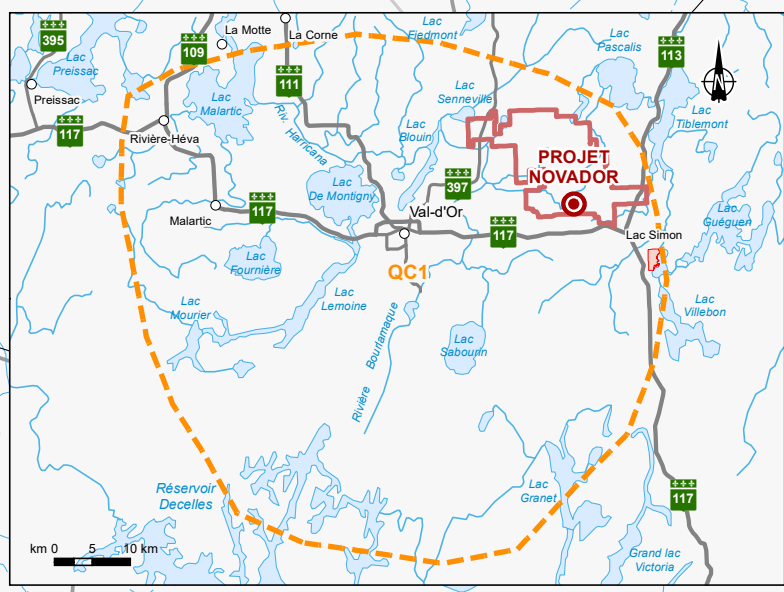 395
Lac
Preissac
Preissac
117
109
La Motte
La Corne
111
Lac
Malartic
Rivière-Héva
Riv. Harricana
Lac
Fiedmont
Lac
Senneville
Lac
Blouin
Lac
Pascalis
113
N
Lac
Tiblemont
PROJET
NOVADOR
397
Lac
De Montigny
Malartic
117
Val-d'Or
117
Lac Simon
Lac
Guéguen
Lac
Fournière
QC1
Lac
Mourier
Lac
Lemoine
Rivière Bourlamaque
Lac
Sabourin
Lac
Villebon
Réservoir
Decelles
Lac
Granet
117
Grand lac
Victoria
km 0 5 10 km